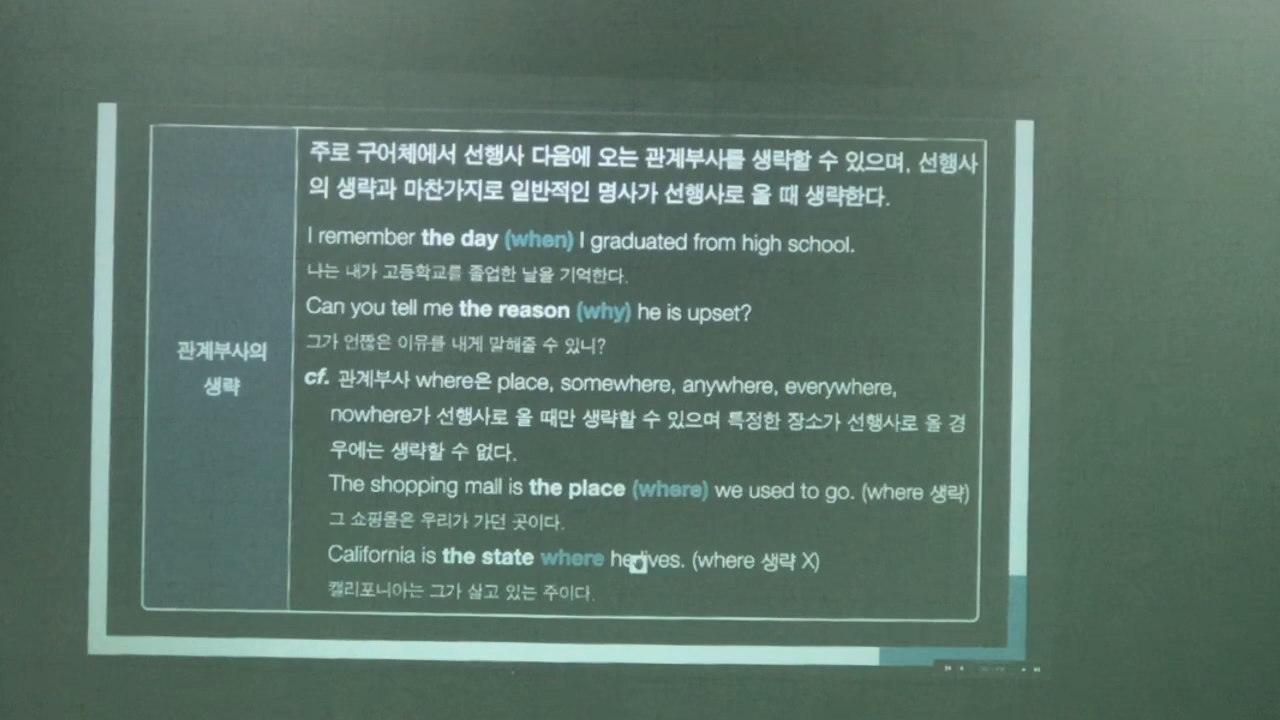 주로 구어체에서 선행사 다음에 오는 관계부사를 생략할 수 있으며, 선행사
의 생략과 마찬가지로 일반적인 명사가 선행사로 올 때 생략한다.
I remember the day (when) I graduated from high school.
나는 내가 고등학교를 졸업한 날을 기억한다.
Can you tell me the reason (why) he is upset?
그가 언짢은 이유를 내게 말해줄 수 있니?
관계부사의
생략
cf. 관계부사 where은 place, somewhere, anywhere, everywhere,
nowhere가 선행사로 올 때만 생략할 수 있으며 특정한 장소가 선행사로 올 경
우에는 생략할 수 없다.
The shopping mall is the place (where) we used to go. (where 생략)
그 쇼핑몰은 우리가 가던 곳이다.
California is the state where he lives. (where 생략 X)
캘리포니아는 그가 살고 있는 주이다.